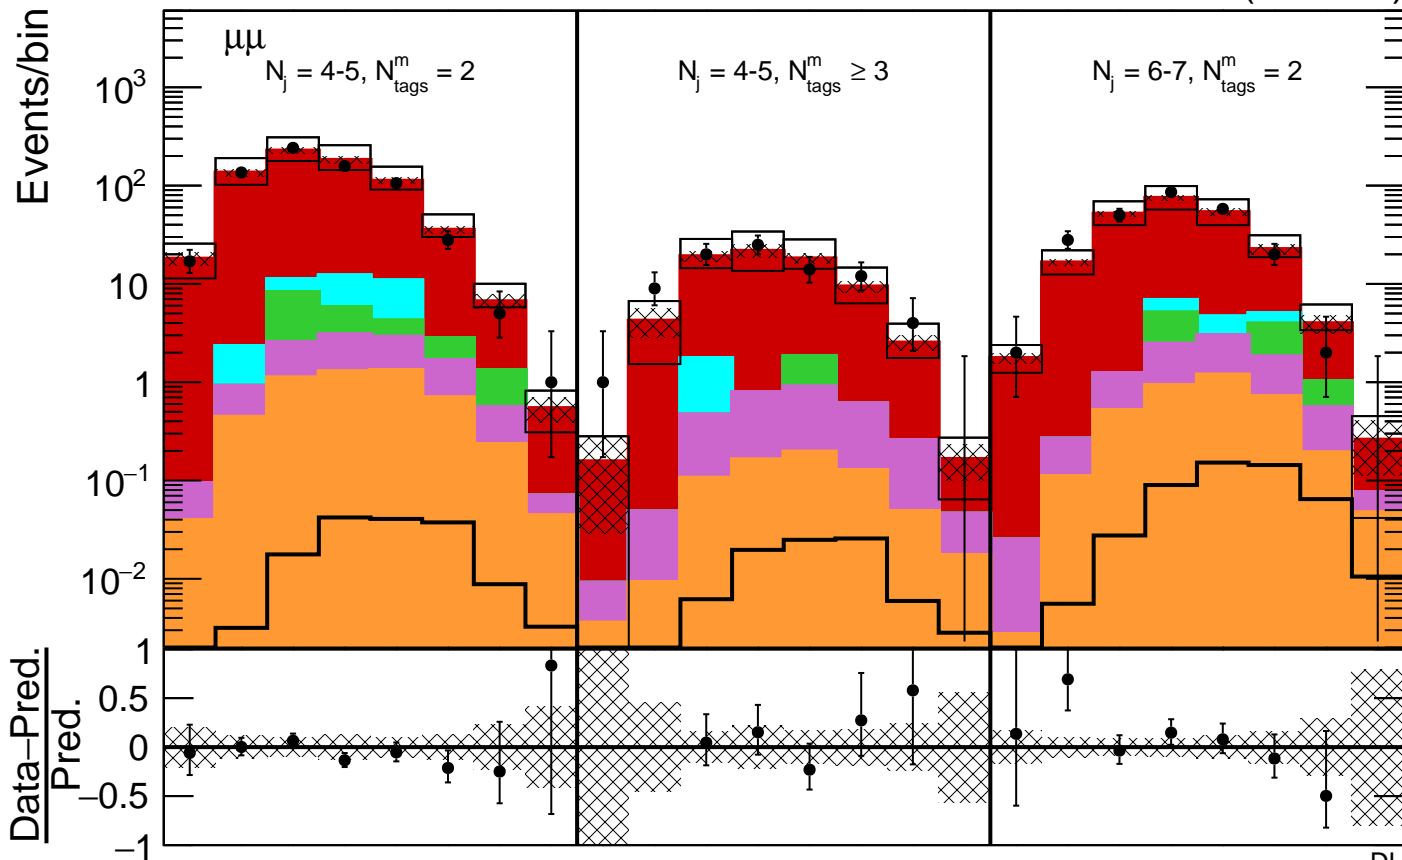 Events/bin
μμ
N_j = 4-5, N^m_tags = 2
N_j = 4-5, N^m_tags ≥ 3
N_j = 6-7, N^m_tags = 2
10^3
10^2
10
1
10^−1
10^−2
Data−Pred.
Pred.
1
0.5
0
−0.5
−1